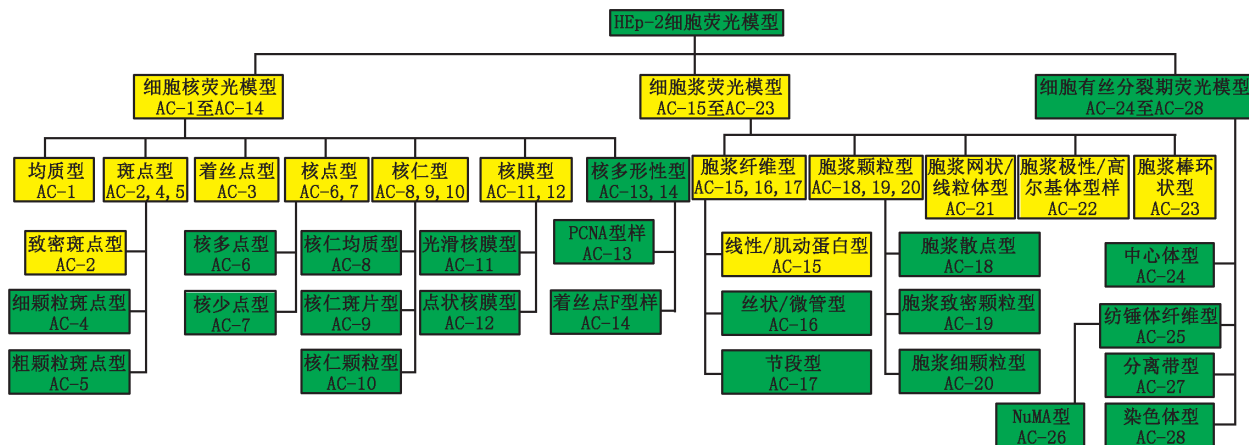 HEp-2细胞荧光模型
细胞核荧光模型
AC-1至AC-14
细胞浆荧光模型
AC-15至AC-23
细胞有丝分裂期荧光模型
AC-24至AC-28
均质型
AC-1
斑点型
AC-2,4,5
着丝点型
AC-3
核点型
AC-6,7
核仁型
AC-8,9,10
核膜型
AC-11,12
核多形性型
AC-13,14
胞浆纤维型
AC-15,16,17
胞浆颗粒型
AC-18,19,20
胞浆网状/
线粒体型
AC-21
胞浆极性/高
尔基体型样
AC-22
胞浆棒环
状型
AC-23
致密斑点型
AC-2
核多点型
AC-6
核仁均质型
AC-8
光滑核膜型
AC-11
PCNA型样
AC-13
线性/肌动蛋白型
AC-15
胞浆散点型
AC-18
中心体型
AC-24
细颗粒斑点型
AC-4
核少点型
AC-7
核仁斑片型
AC-9
点状核膜型
AC-12
着丝点F型样
AC-14
丝状/微管型
AC-16
胞浆致密颗粒型
AC-19
纺锤体纤维型
AC-25
粗颗粒斑点型
AC-5
核仁颗粒型
AC-10
节段型
AC-17
胞浆细颗粒型
AC-20
分离带型
AC-27
NuMA型
AC-26
染色体型
AC-28